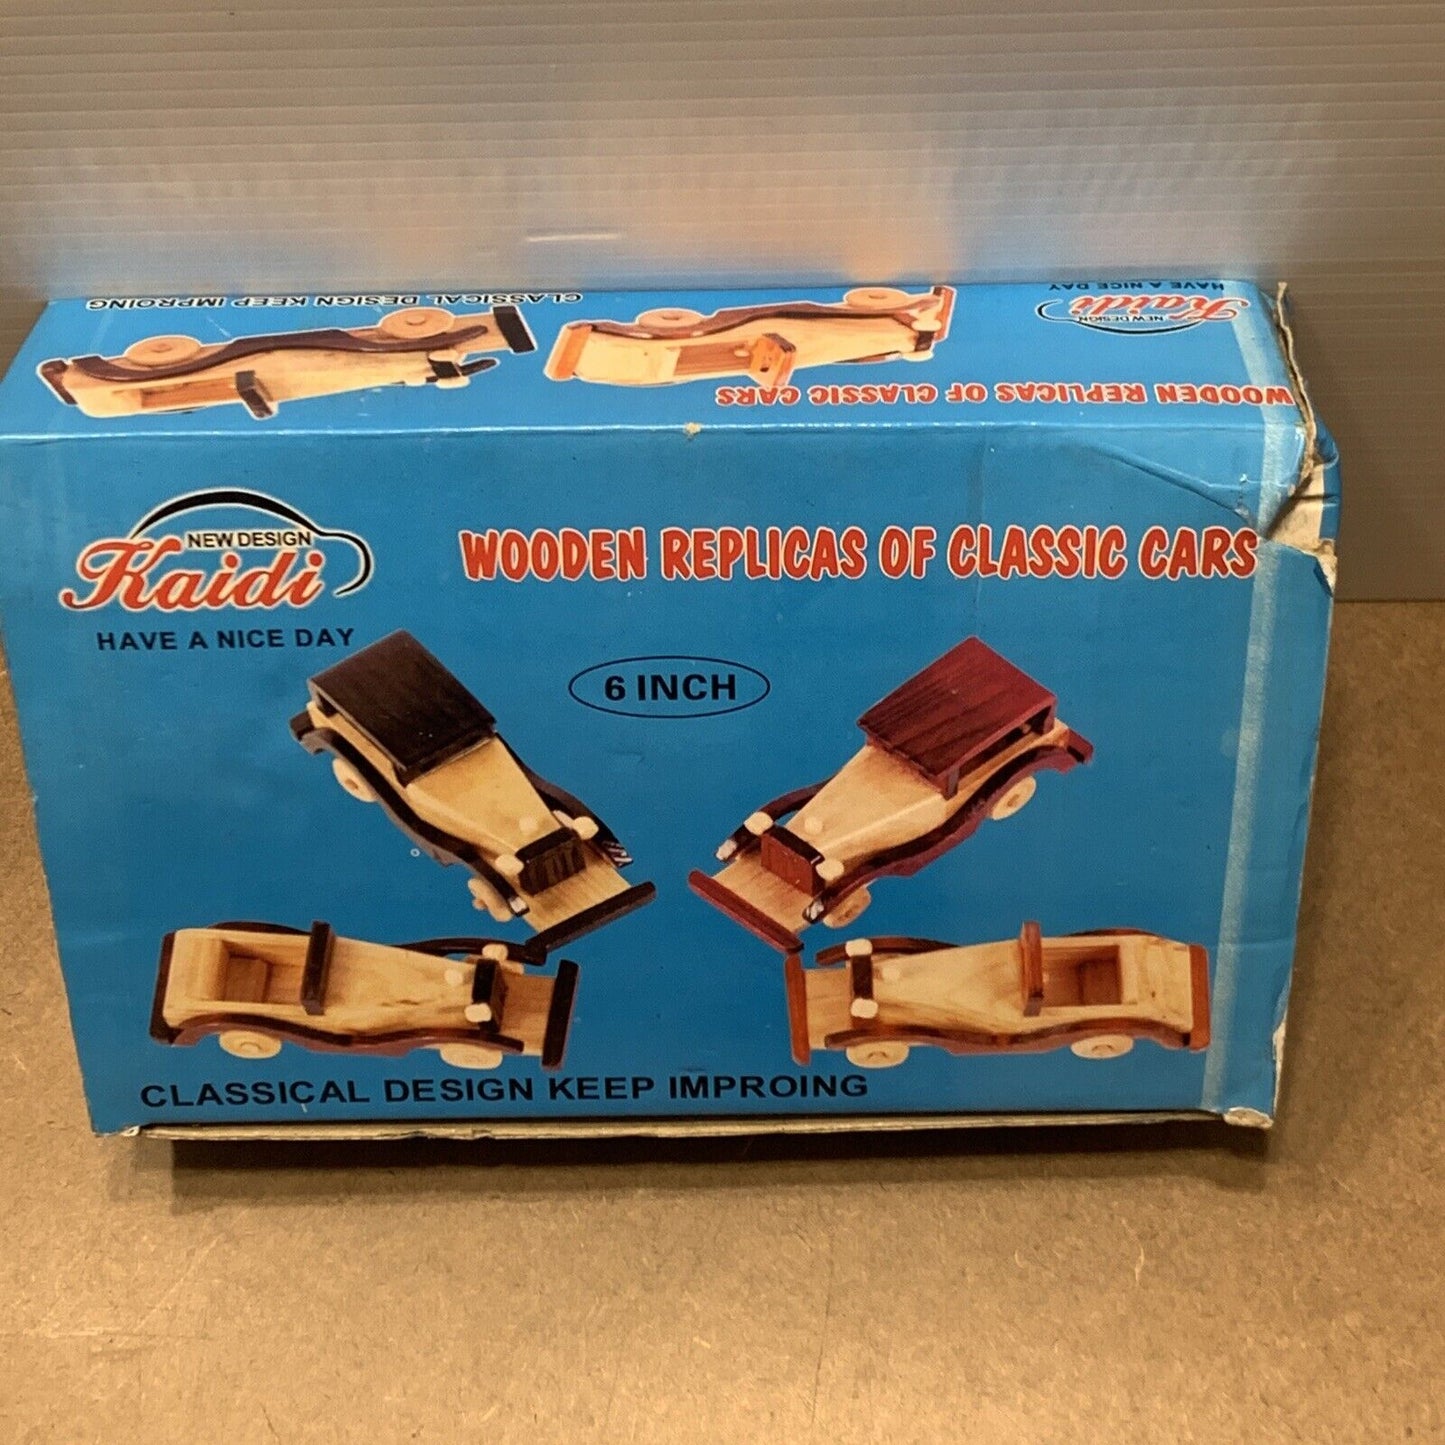 CLASSICAL DESIGN KEEP IMPROING
HAVE A NICE DAY
Kaidi
NEW DESIGN
WOODEN REPLICAS OF CLASSIC CARS
NEW DESIGN
Kaidi
HAVE A NICE DAY
WOODEN REPLICAS OF CLASSIC CARS
6 INCH
CLASSICAL DESIGN KEEP IMPROING